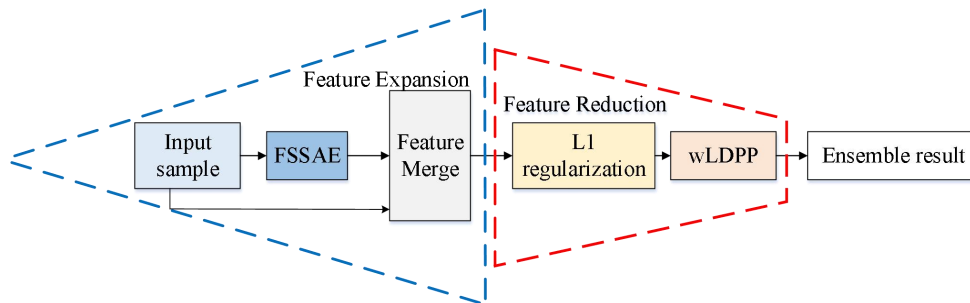 Feature Expansion
Input
sample
FSSAE
Feature
Merge
Feature Reduction
L1
regularization
wLDPP
Ensemble result